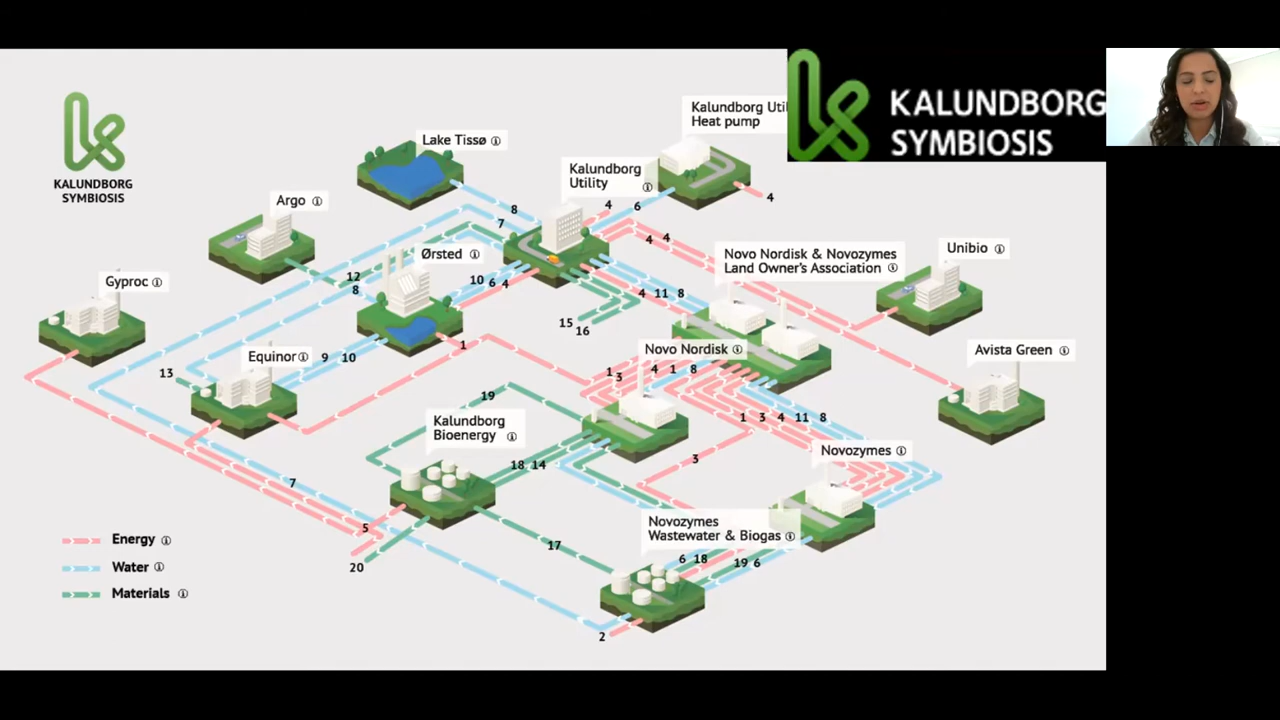 KALUNDBORG
SYMBIOSIS
KALUNDBORG
SYMBIOSIS
Kalundborg
Heat pump
Lake Tissø
8
Kalundborg
Utility
4
6
4
Argo
7
4 4
Ørsted
Novo Nordisk & Novozymes
Land Owner's Association
Unibio
Gyproc
12
8
10 6 4
4 11 8
15
16
Equinor
9 10
1
Novo Nordisk
Avista Green
13
1
3
4 1 8
19
Kalundborg
Bioenergy
1 3 4 11 8
18 14
3
Novozymes
7
5
20
17
Novozymes
Wastewater & Biogas
6 18
19 6
2
Energy
Water
Materials